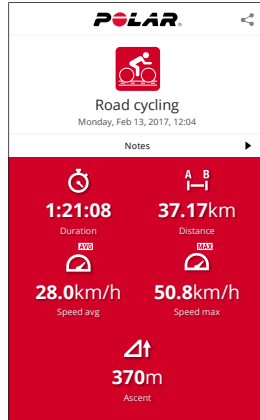 POLAR.
Road cycling
Monday, Feb 13, 2017, 12:04
Notes
A B
1:21:08 37.17km
Duration Distance
AVG MAX
28.0km/h 50.8km/h
Speed avg Speed max
370m
Ascent